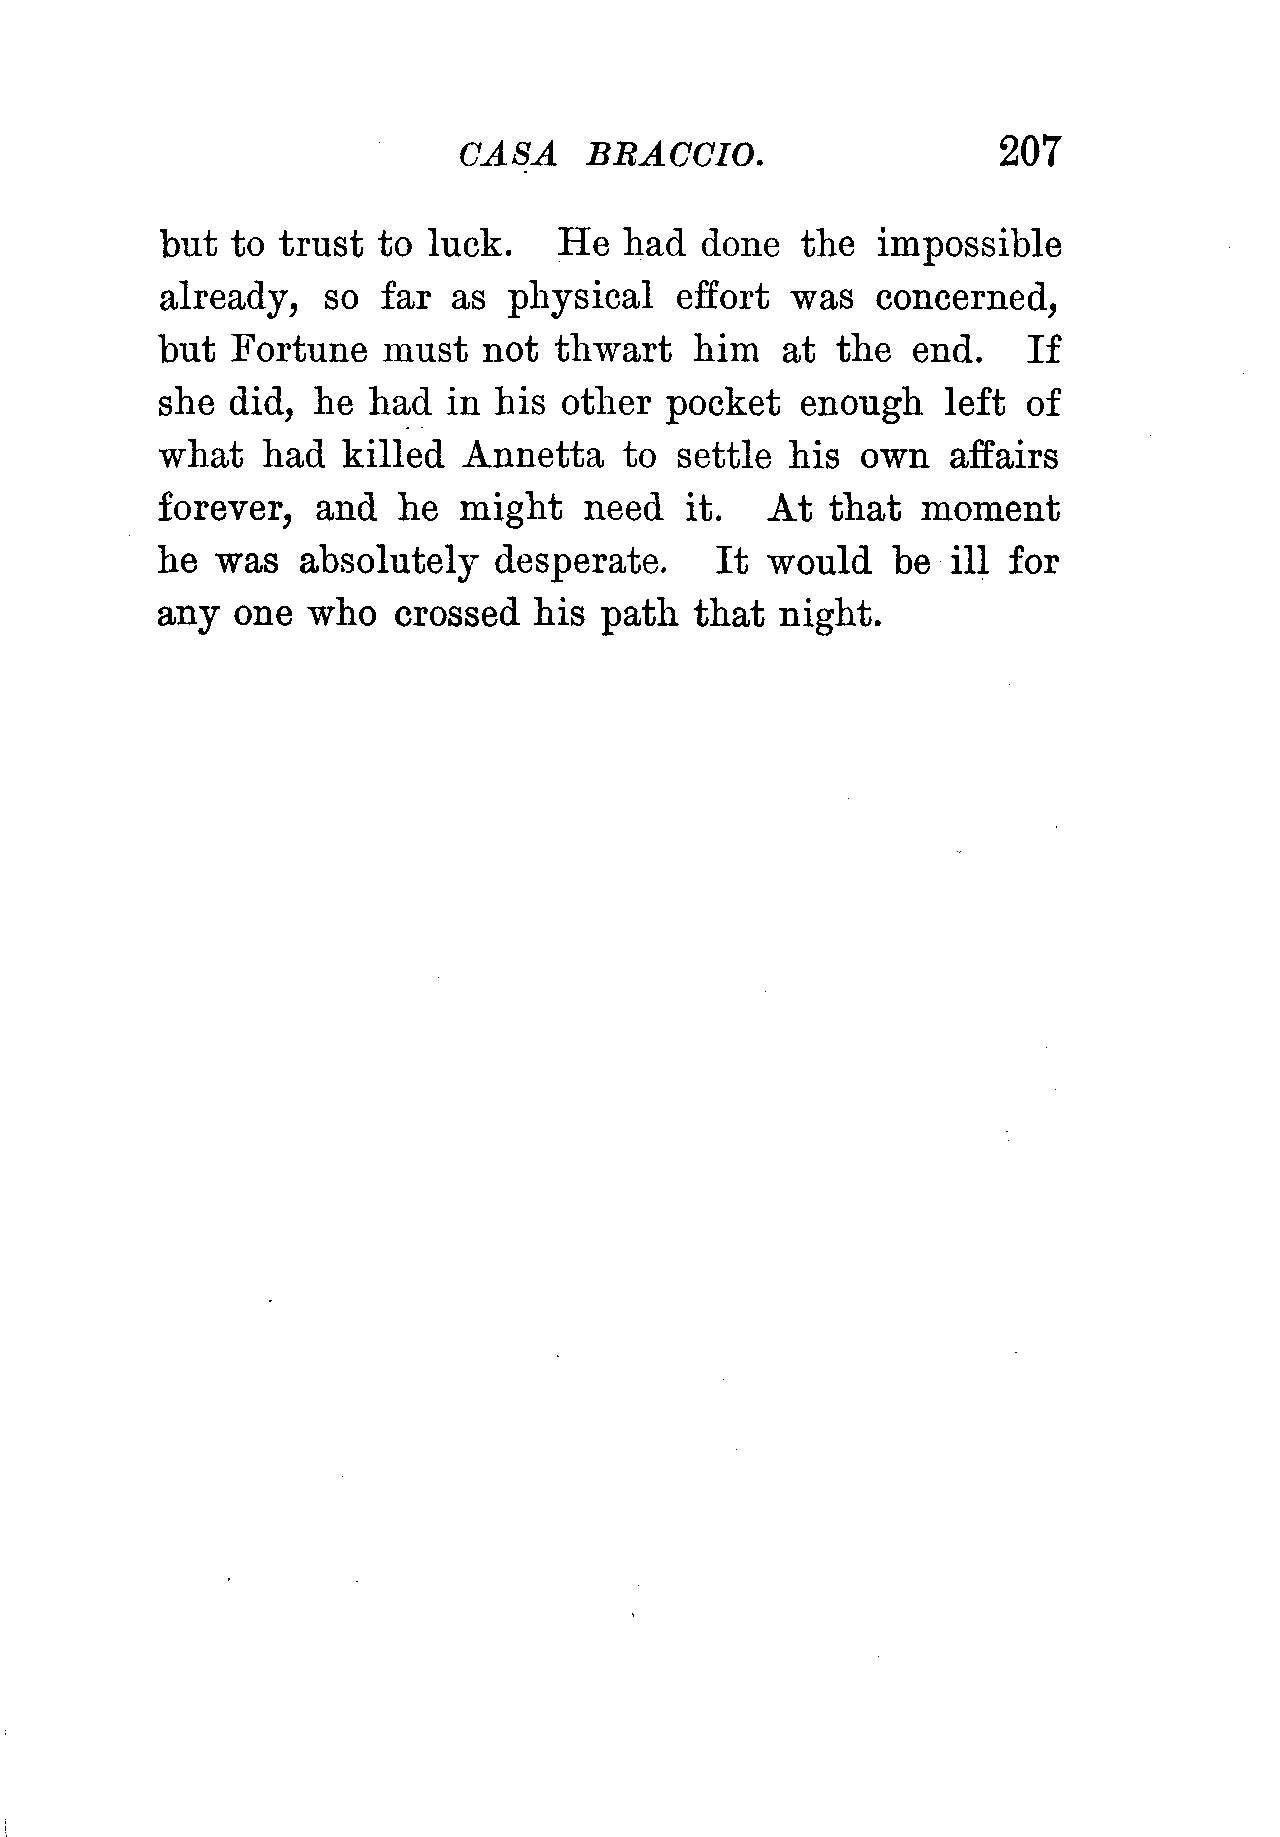 CASA BRACCIO. 207
but to trust to luck. He had done the impossible
already, so far as physical effort was concerned,
but Fortune must not thwart him at the end. If
she did, he had in his other pocket enough left of
what had killed Annetta to settle his own affairs
forever, and he might need it. At that moment
he was absolutely desperate. It would be ill for
any one who crossed his path that night.